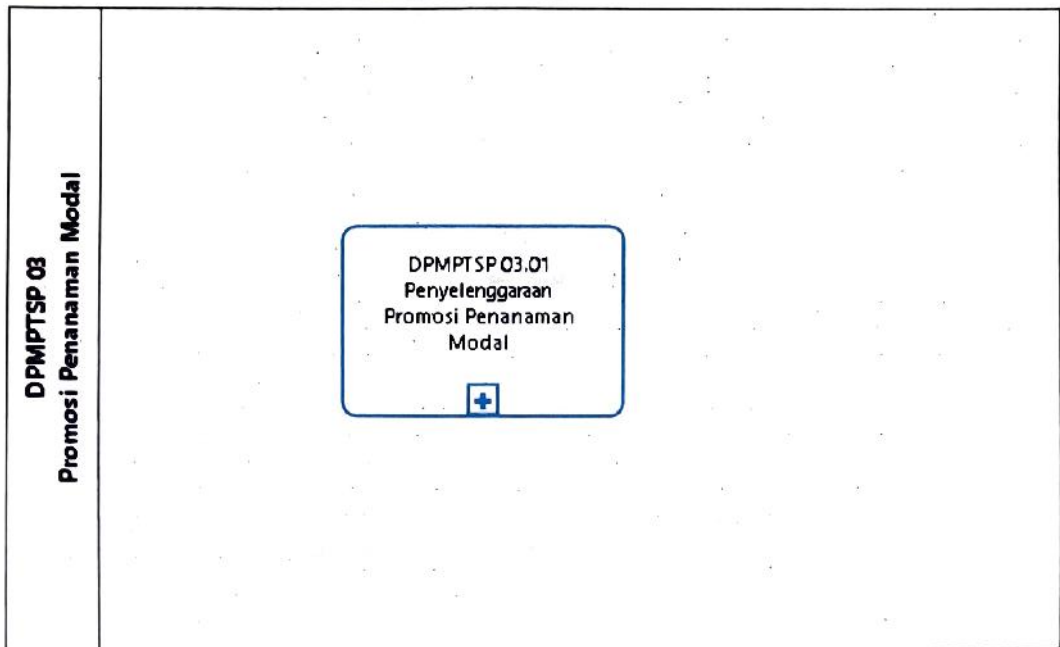 DPMPTSP 03
Promosi Penanaman Modal
DPMPTSP 03.01
Penyelenggaraan
Promosi Penanaman
Modal